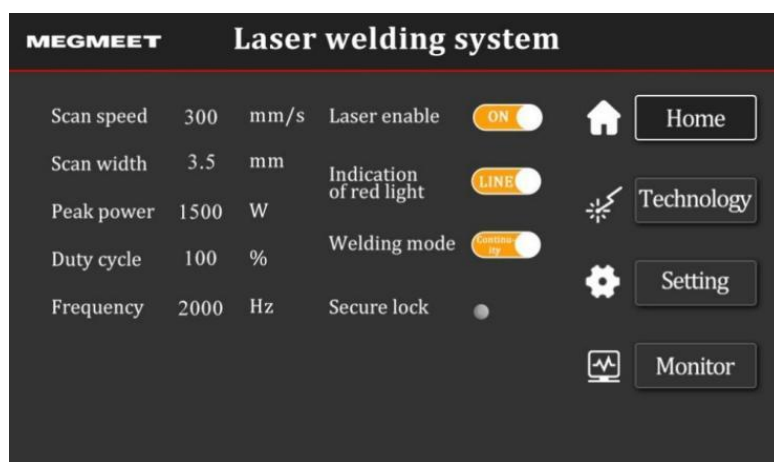 MEGMEET
Laser welding system
Scan speed 300 mm/s
Laser enable ON
Home
Scan width 3.5 mm
Indication
of red light
LINE
Technology
Peak power 1500 W
Welding mode
Continu-
ity
Duty cycle 100 %
Setting
Frequency 2000 Hz
Secure lock
Monitor